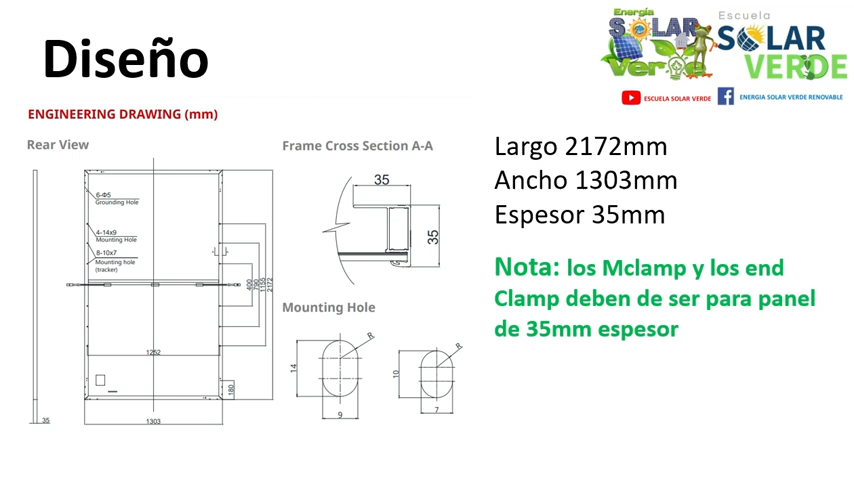 Diseño
Energía
SOLAR
Verde
Escuela
SOLAR
VERDE
ESCUELA SOLAR VERDE
ENERGIA SOLAR VERDE RENOVABLE
ENGINEERING DRAWING (mm)
Rear View
Frame Cross Section A-A
6-Φ5
Grounding Hole
4-14x9
Mounting Hole
8-10x7
Mounting hole
(tracker)
400
790
1155
2172
1252
180
35
1303
35
35
Mounting Hole
14
R
9
10
R
7
Largo 2172mm
Ancho 1303mm
Espesor 35mm
Nota: los Mclamp y los end
Clamp deben de ser para panel
de 35mm espesor